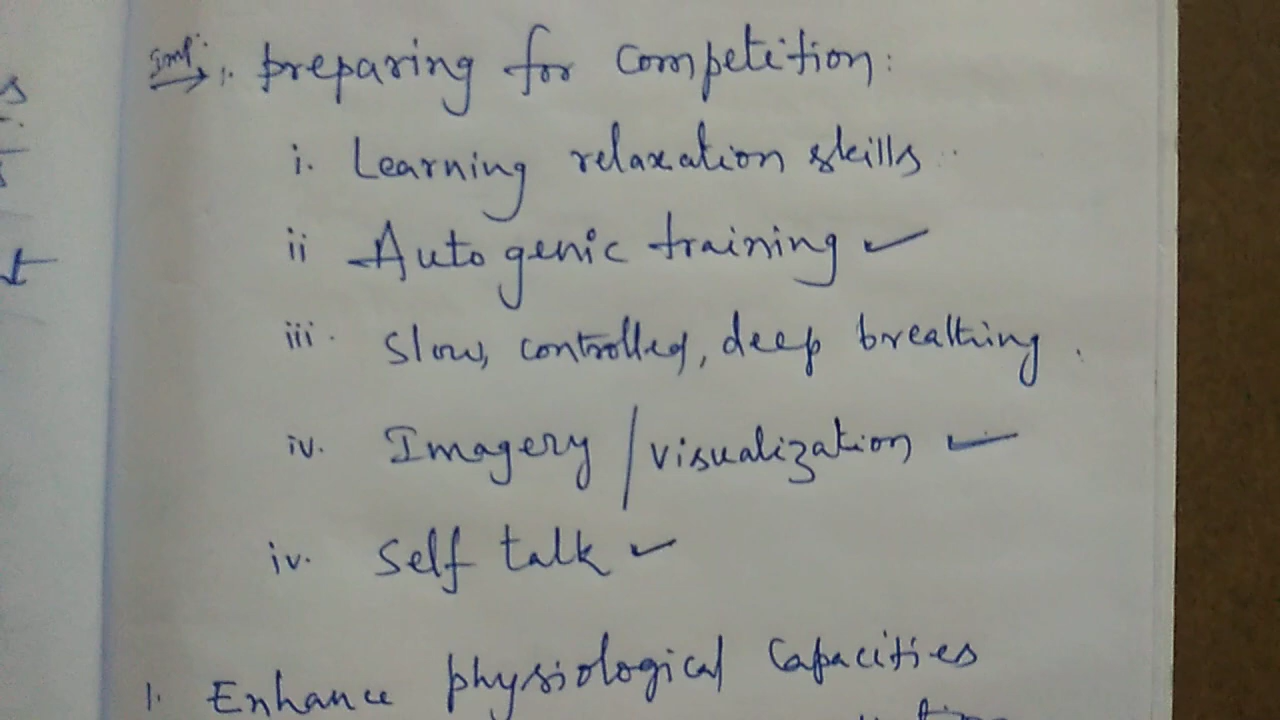 Imp: 1. preparing for competition:
i. Learning relaxation skills
ii Autogenic training ✓
iii. slow, controlled, deep breathing.
iv. Imagery / visualization ✓
iv. Self talk ✓
1. Enhance physiological capacities